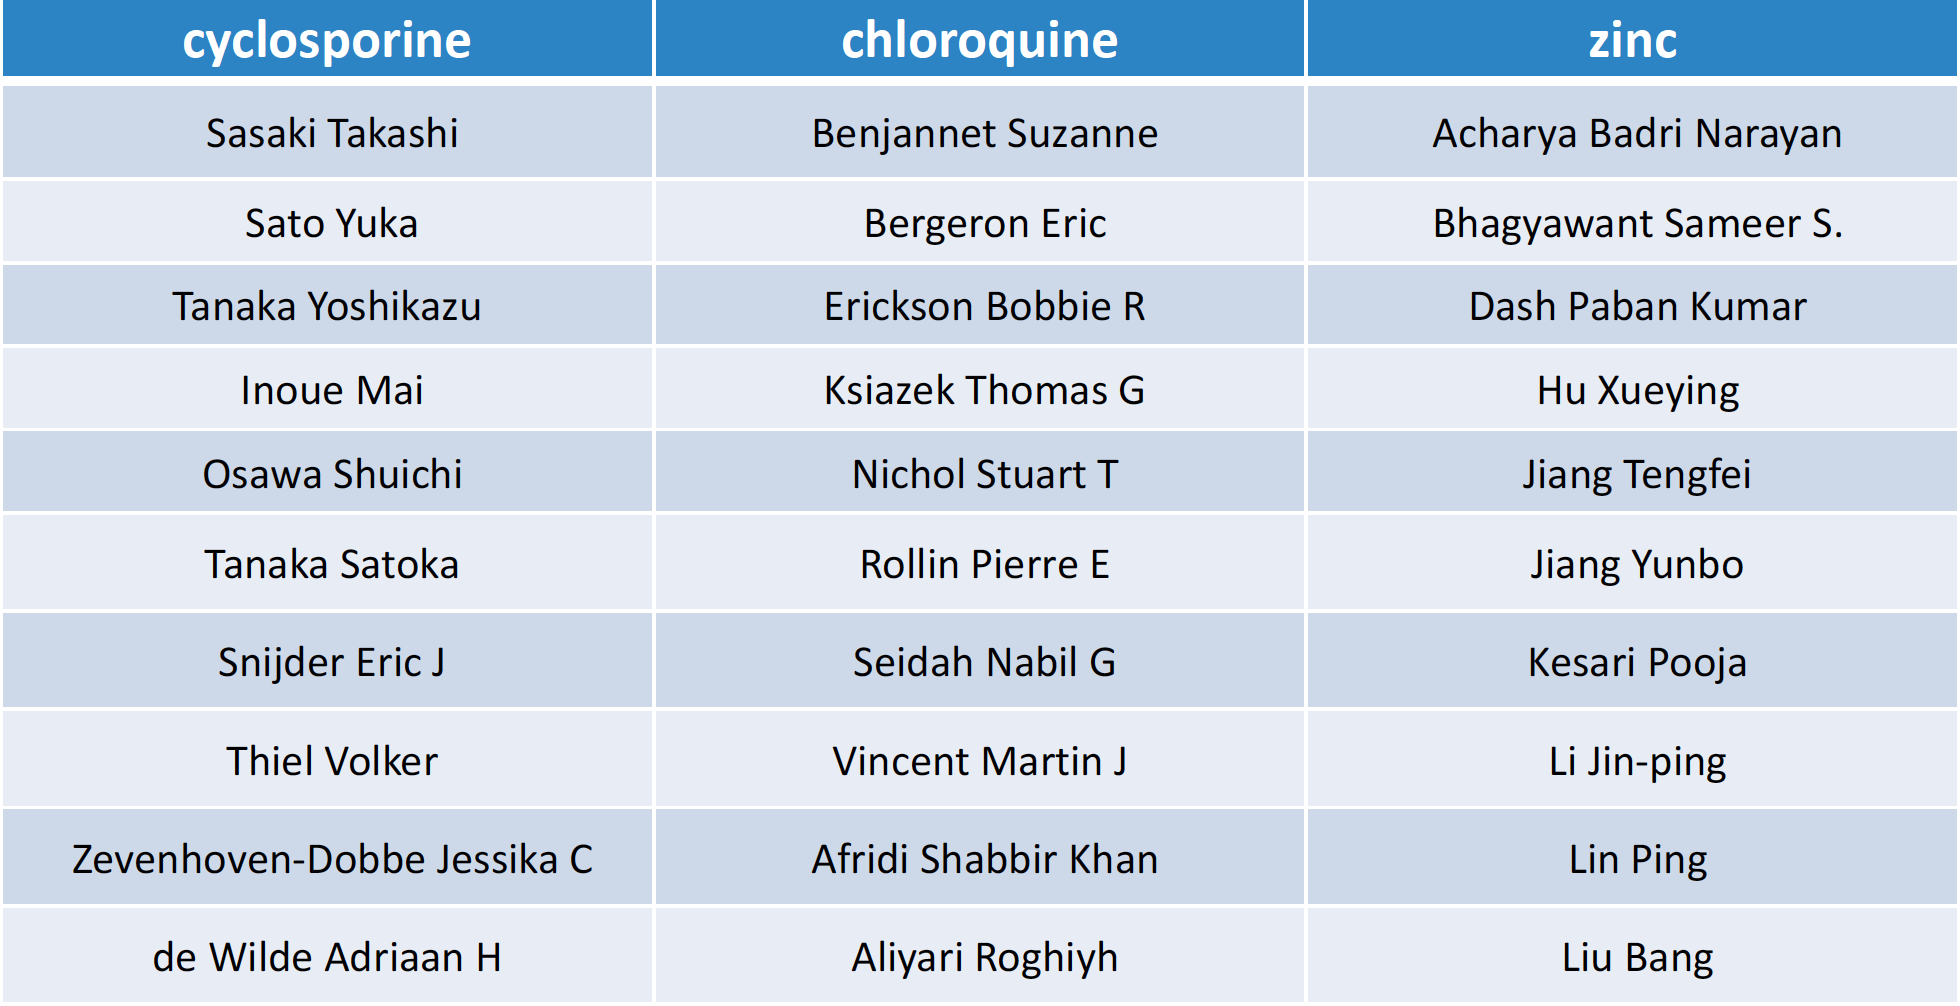 cyclosporine chloroquine zinc
Sasaki Takashi Benjannet Suzanne Acharya Badri Narayan
Sato Yuka Bergeron Eric Bhagyawant Sameer S.
Tanaka Yoshikazu Erickson Bobbie R Dash Paban Kumar
Inoue Mai Ksiazek Thomas G Hu Xueying
Osawa Shuichi Nichol Stuart T Jiang Tengfei
Tanaka Satoka Rollin Pierre E Jiang Yunbo
Snijder Eric J Seidah Nabil G Kesari Pooja
Thiel Volker Vincent Martin J Li Jin-ping
Zevenhoven-Dobbe Jessika C Afridi Shabbir Khan Lin Ping
de Wilde Adriaan H Aliyari Roghiyh Liu Bang